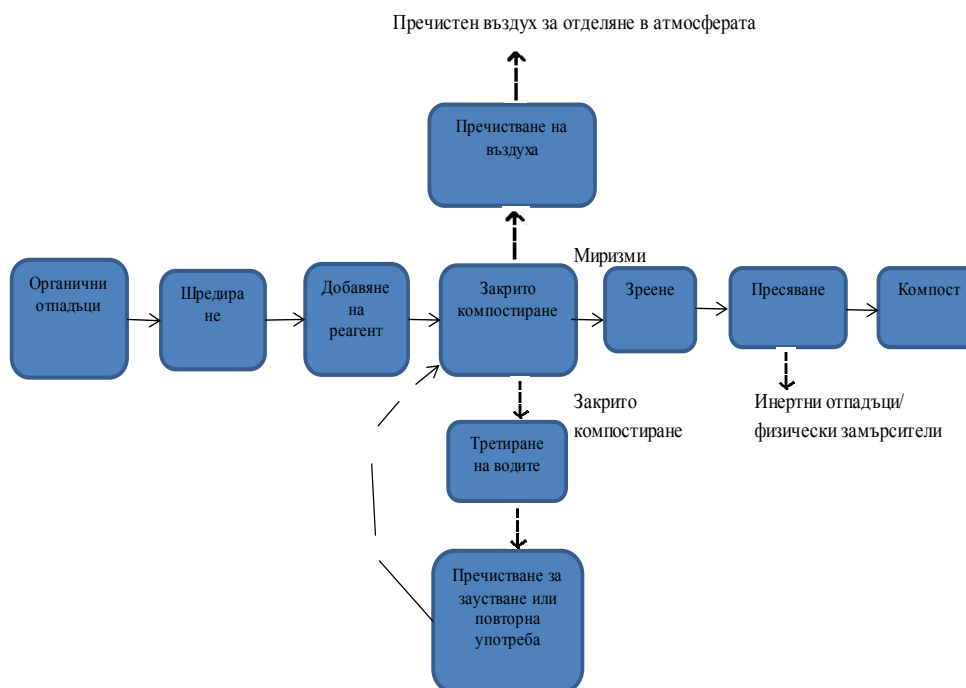 Пречистен въздух за отделяне в атмосферата
Пречистване на
въздуха
Миризми
Органични
отпадъци
Шредира
не
Добавяне
на
реагент
Закрито
компостиране
Зреене
Пресяване
Компост
Закрито
компостиране
Инертни отпадъци/
физически замърсители
Третиране
на водите
Пречистване за
заустване или
повторна
употреба